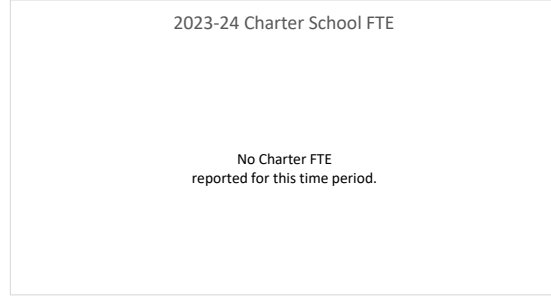 2023-24 Charter School FTE
No Charter FTE
reported for this time period.